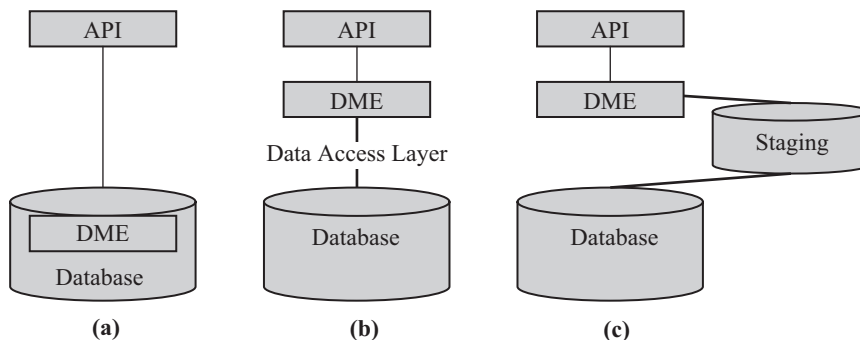 API
DME
Database
(a)
API
DME
Data Access Layer
Database
(b)
API
DME
Staging
Database
(c)